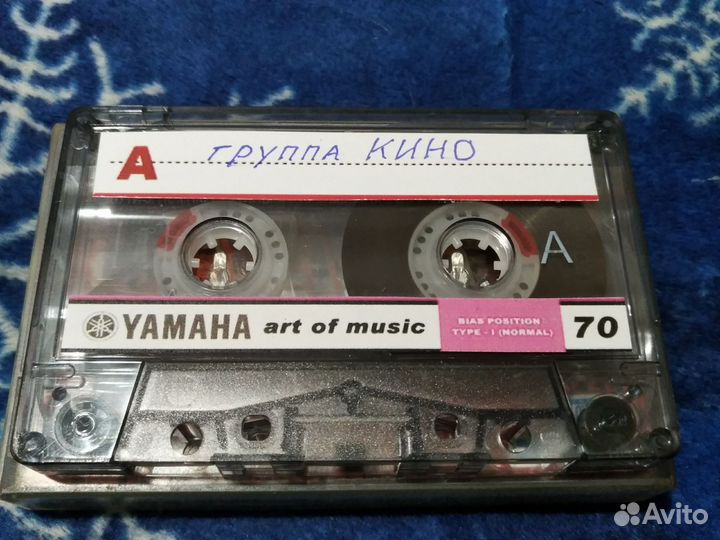 A группа КИНО
A
YAMAHA art of music BIAS POSITION TYPE - I (NORMAL) 70
Avito